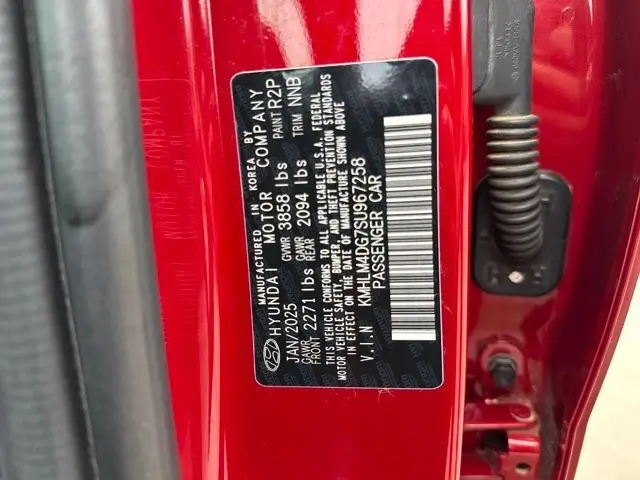 MANUFACTURED IN KOREA BY
HYUNDAI MOTOR COMPANY
JAN/2025 GVWR 3858 lbs PAINT R2P
GAWR FRONT 2271 lbs GAWR REAR 2094 lbs TRIM NNB
THIS VEHICLE CONFORMS TO ALL APPLICABLE U.S.A. FEDERAL
MOTOR VEHICLE SAFETY, BUMPER, AND THEFT PREVENTION STANDARDS
IN EFFECT ON THE DATE OF MANUFACTURE SHOWN ABOVE.
V.I.N KMHLM4DG7SU967258
PASSENGER CAR